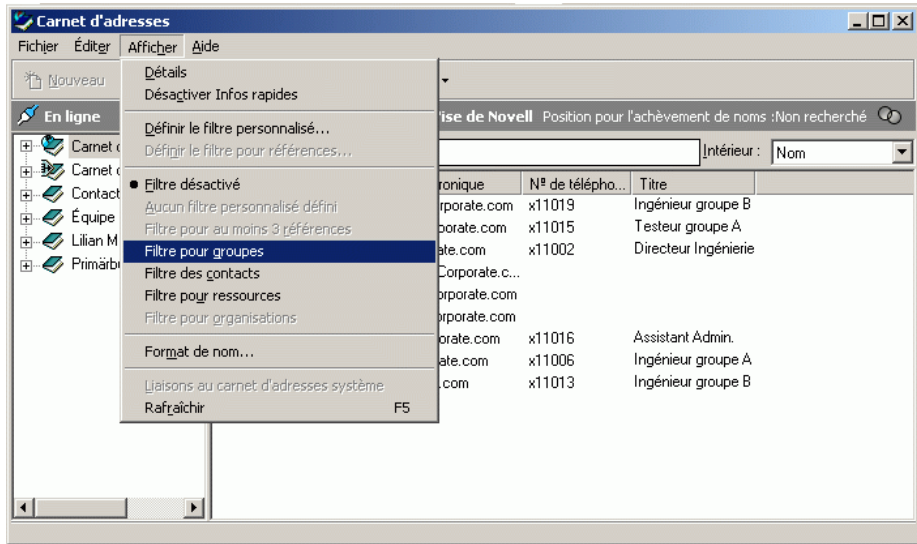 Carnet d'adresses
Fichier Éditer Afficher Aide
Nouveau
En ligne
ise de Novell Position pour l'achèvement de noms :Non recherché
Intérieur : Nom
Détails
Désactiver Infos rapides
Définir le filtre personnalisé...
Définir le filtre pour références...
Filtre désactivé
Aucun filtre personnalisé défini
Filtre pour au moins 3 références
Filtre pour groupes
Filtre des contacts
Filtre pour ressources
Filtre pour organisations
Format de nom...
Liaisons au carnet d'adresses système
Rafraîchir F5
Carnet
Carnet
Contact
Équipe
Lilian M
Primärb
ronique Nº de télépho... Titre
rporate.com x11019 Ingénieur groupe B
porate.com x11015 Testeur groupe A
ate.com x11002 Directeur Ingénierie
Corporate.c...
orporate.com
orporate.com
orate.com x11016 Assistant Admin.
ate.com x11006 Ingénieur groupe A
.com x11013 Ingénieur groupe B